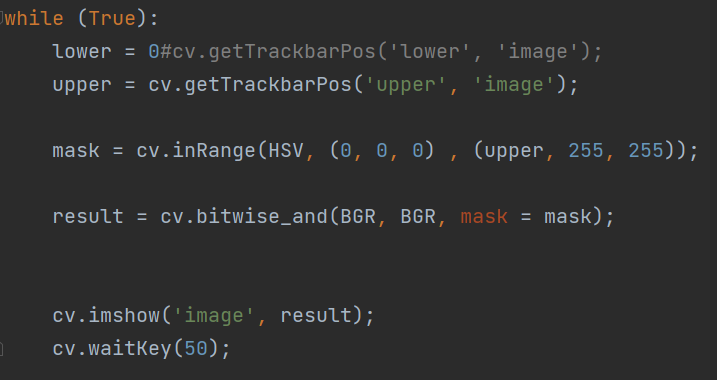 while (True):
lower = 0#cv.getTrackbarPos('lower', 'image');
upper = cv.getTrackbarPos('upper', 'image');
mask = cv.inRange(HSV, (0, 0, 0) , (upper, 255, 255));
result = cv.bitwise_and(BGR, BGR, mask = mask);
cv.imshow('image', result);
cv.waitKey(50);